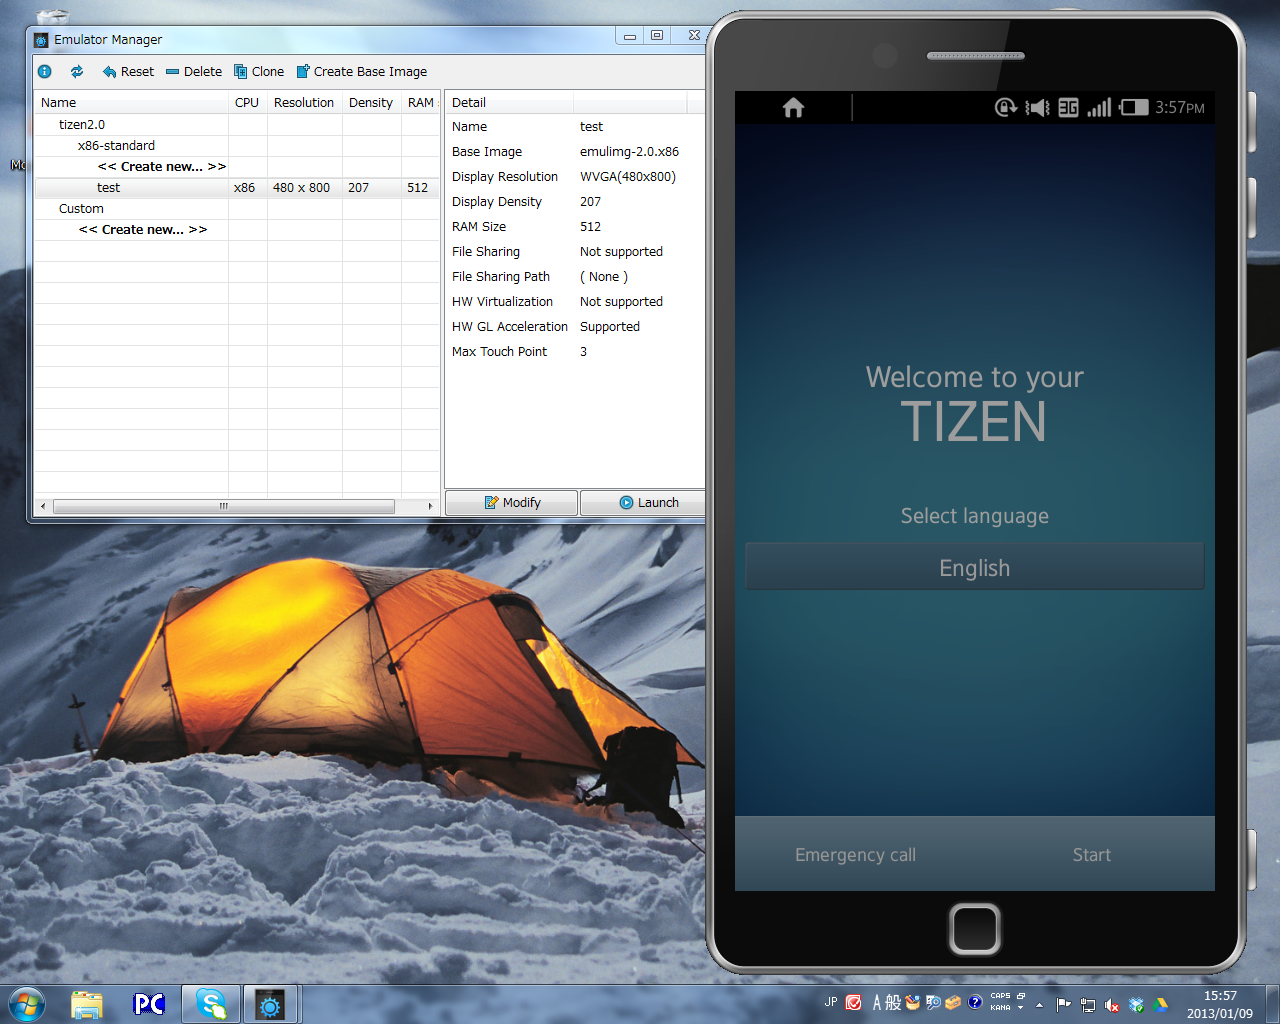 Emulator Manager
Reset Delete Clone Create Base Image
Name CPU Resolution Density RAM
tizen2.0
x86-standard
<< Create new... >>
test x86 480 x 800 207 512
Custom
<< Create new... >>
Detail
Name test
Base Image emulimg-2.0.x86
Display Resolution WVGA(480x800)
Display Density 207
RAM Size 512
File Sharing Not supported
File Sharing Path ( None )
HW Virtualization Not supported
HW GL Acceleration Supported
Max Touch Point 3
Modify Launch
3G 3:57PM
Welcome to your
TIZEN
Select language
English
Emergency call Start
PC
JP A 般 CAPS KANA
15:57
2013/01/09